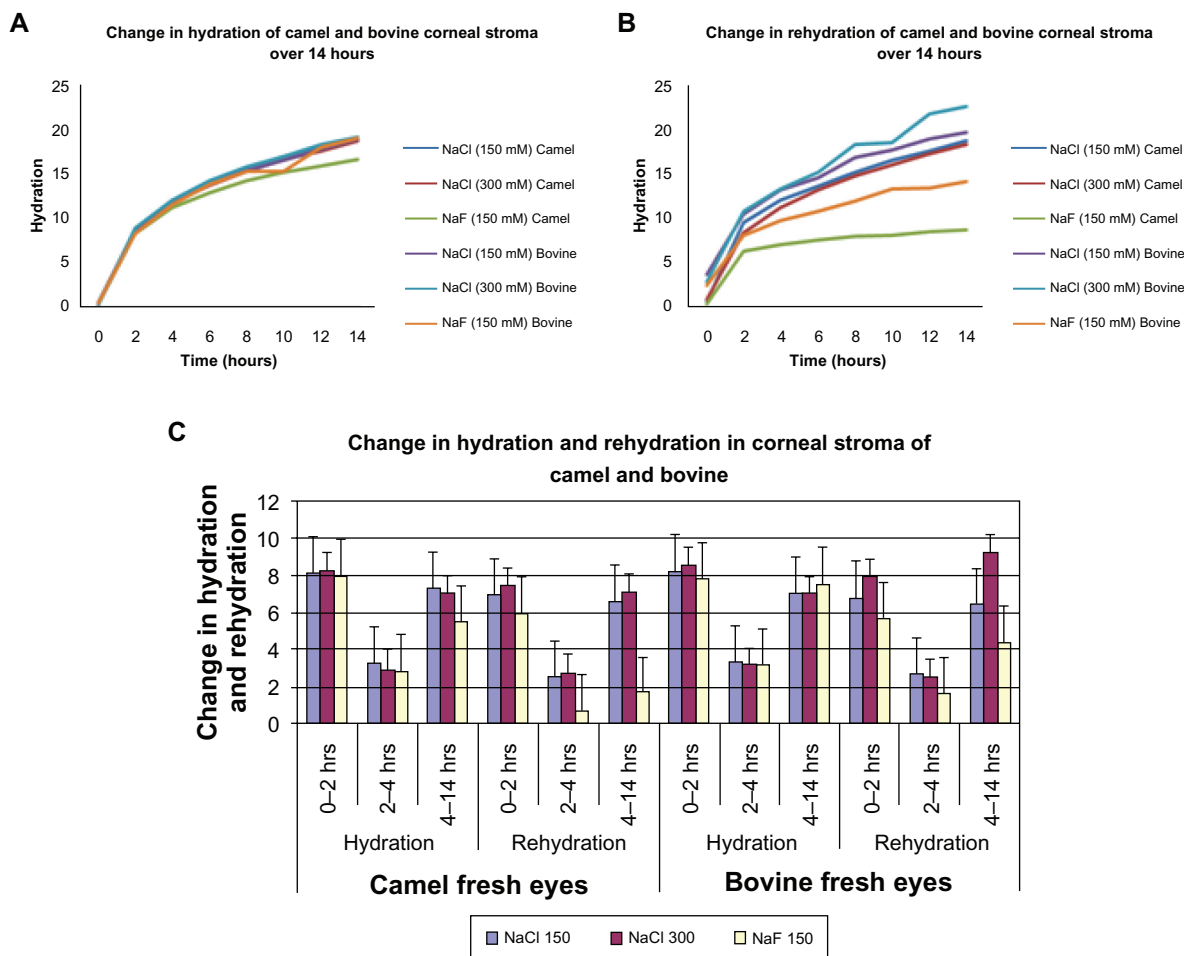 A
Change in hydration of camel and bovine corneal stroma
over 14 hours
25
20
15
10
5
0
Hydration
0 2 4 6 8 10 12 14
Time (hours)
NaCl (150 mM) Camel
NaCl (300 mM) Camel
NaF (150 mM) Camel
NaCl (150 mM) Bovine
NaCl (300 mM) Bovine
NaF (150 mM) Bovine
B
Change in rehydration of camel and bovine corneal stroma
over 14 hours
25
20
15
10
5
0
Hydration
0 2 4 6 8 10 12 14
Time (hours)
NaCl (150 mM) Camel
NaCl (300 mM) Camel
NaF (150 mM) Camel
NaCl (150 mM) Bovine
NaCl (300 mM) Bovine
NaF (150 mM) Bovine
C
Change in hydration and rehydration in corneal stroma of
camel and bovine
Change in hydration
and rehydration
12
10
8
6
4
2
0
0–2 hrs
2–4 hrs
4–14 hrs
0–2 hrs
2–4 hrs
4–14 hrs
0–2 hrs
2–4 hrs
4–14 hrs
0–2 hrs
2–4 hrs
4–14 hrs
Hydration
Rehydration
Hydration
Rehydration
Camel fresh eyes
Bovine fresh eyes
NaCl 150
NaCl 300
NaF 150